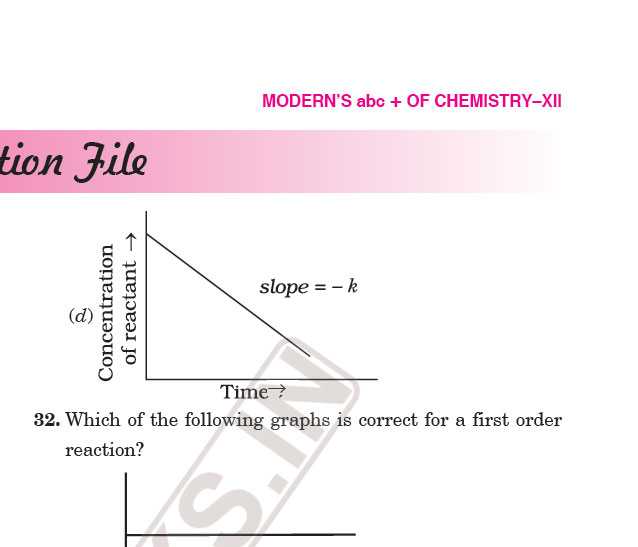 MODERN'S abc + OF CHEMISTRY–XII
tion File
(d)
Concentration
of reactant →
slope = – k
Time→
32. Which of the following graphs is correct for a first order
reaction?
KS.IN